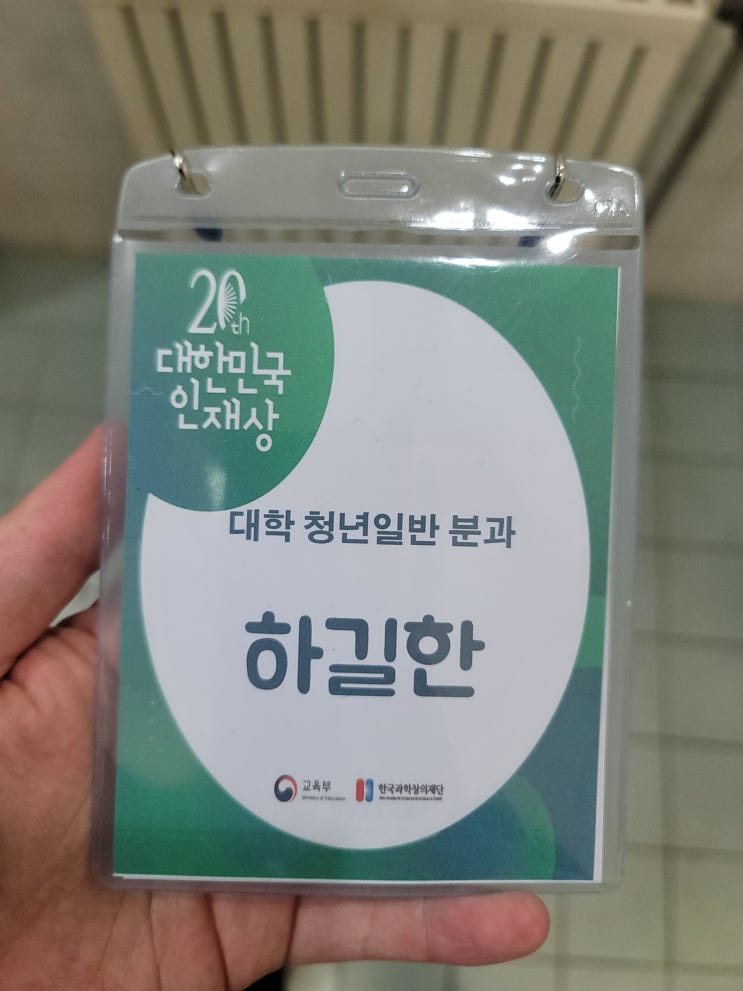 20th
대한민국
인재상
대학 청년일반 분과
하길한
교육부
Ministry of Education
한국과학창의재단